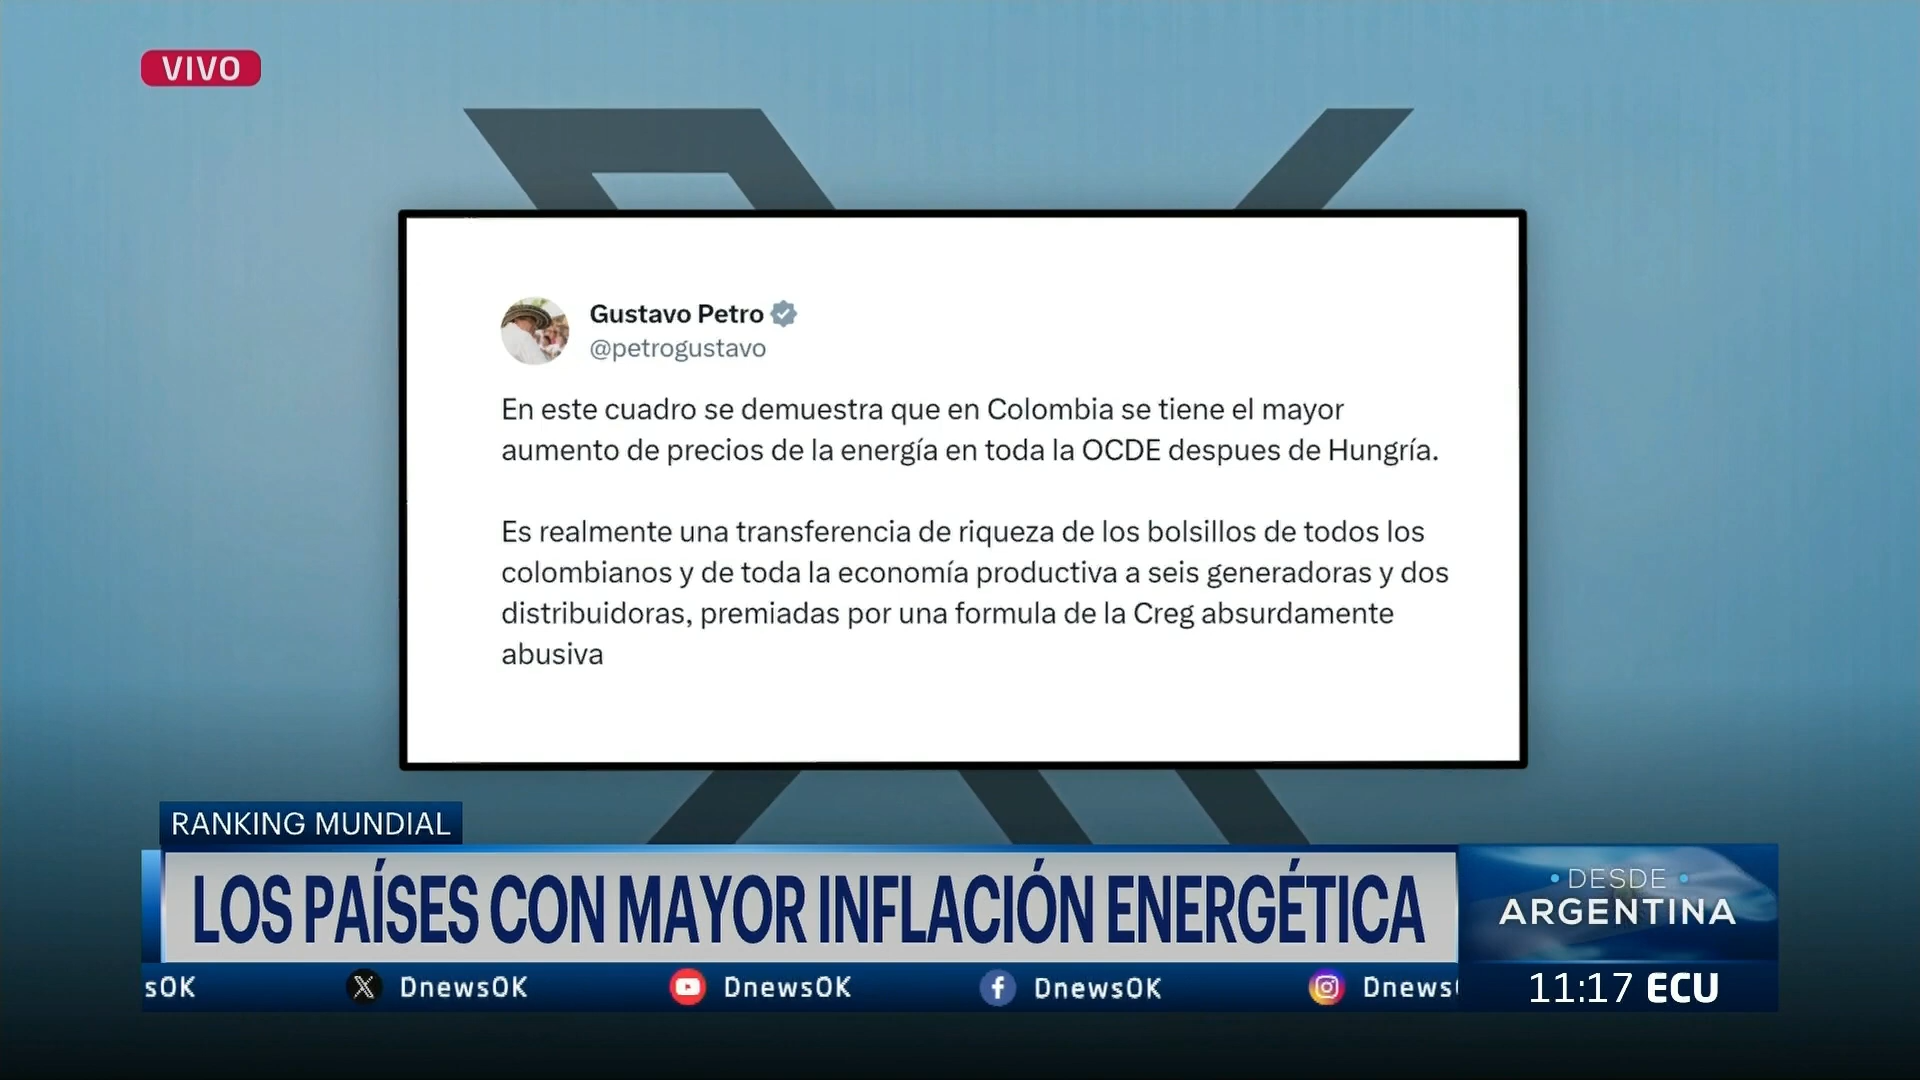 VIVO
Gustavo Petro
@petrogustavo
En este cuadro se demuestra que en Colombia se tiene el mayor
aumento de precios de la energía en toda la OCDE despues de Hungría.
Es realmente una transferencia de riqueza de los bolsillos de todos los
colombianos y de toda la economía productiva a seis generadoras y dos
distribuidoras, premiadas por una formula de la Creg absurdamente
abusiva
RANKING MUNDIAL
LOS PAÍSES CON MAYOR INFLACIÓN ENERGÉTICA
• DESDE •
ARGENTINA
sOK DnewsOK DnewsOK DnewsOK Dnews
11:17 ECU